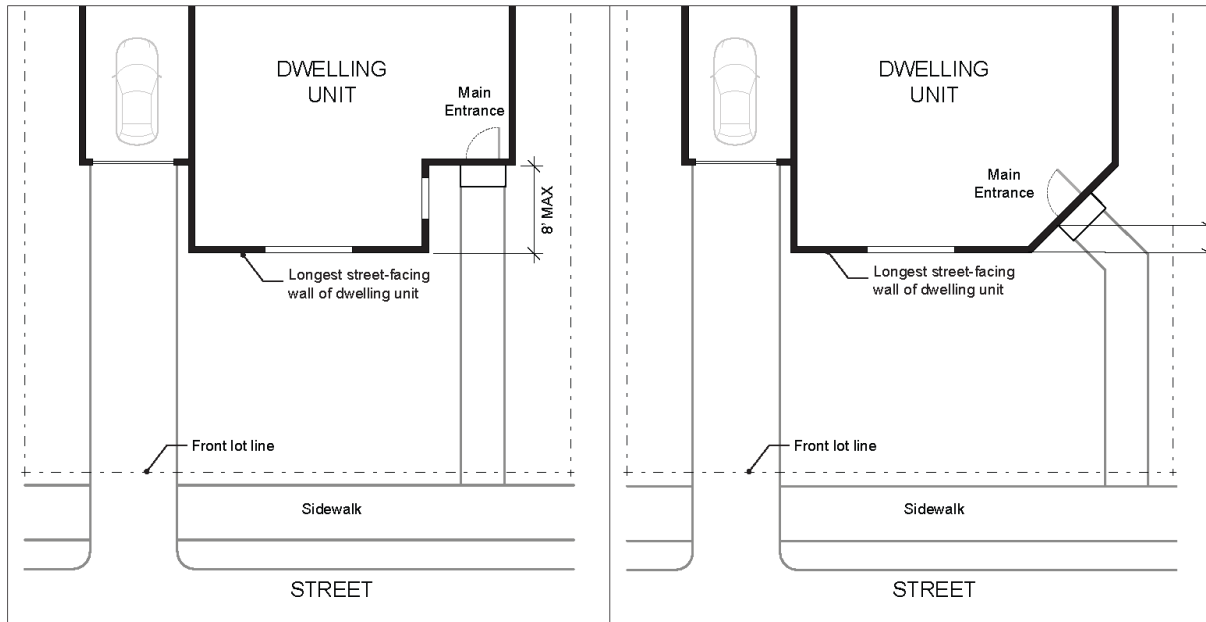 DWELLING
UNIT
Main
Entrance
8' MAX
Longest street-facing
wall of dwelling unit
Front lot line
Sidewalk
STREET
DWELLING
UNIT
Main
Entrance
Longest street-facing
wall of dwelling unit
Front lot line
Sidewalk
STREET